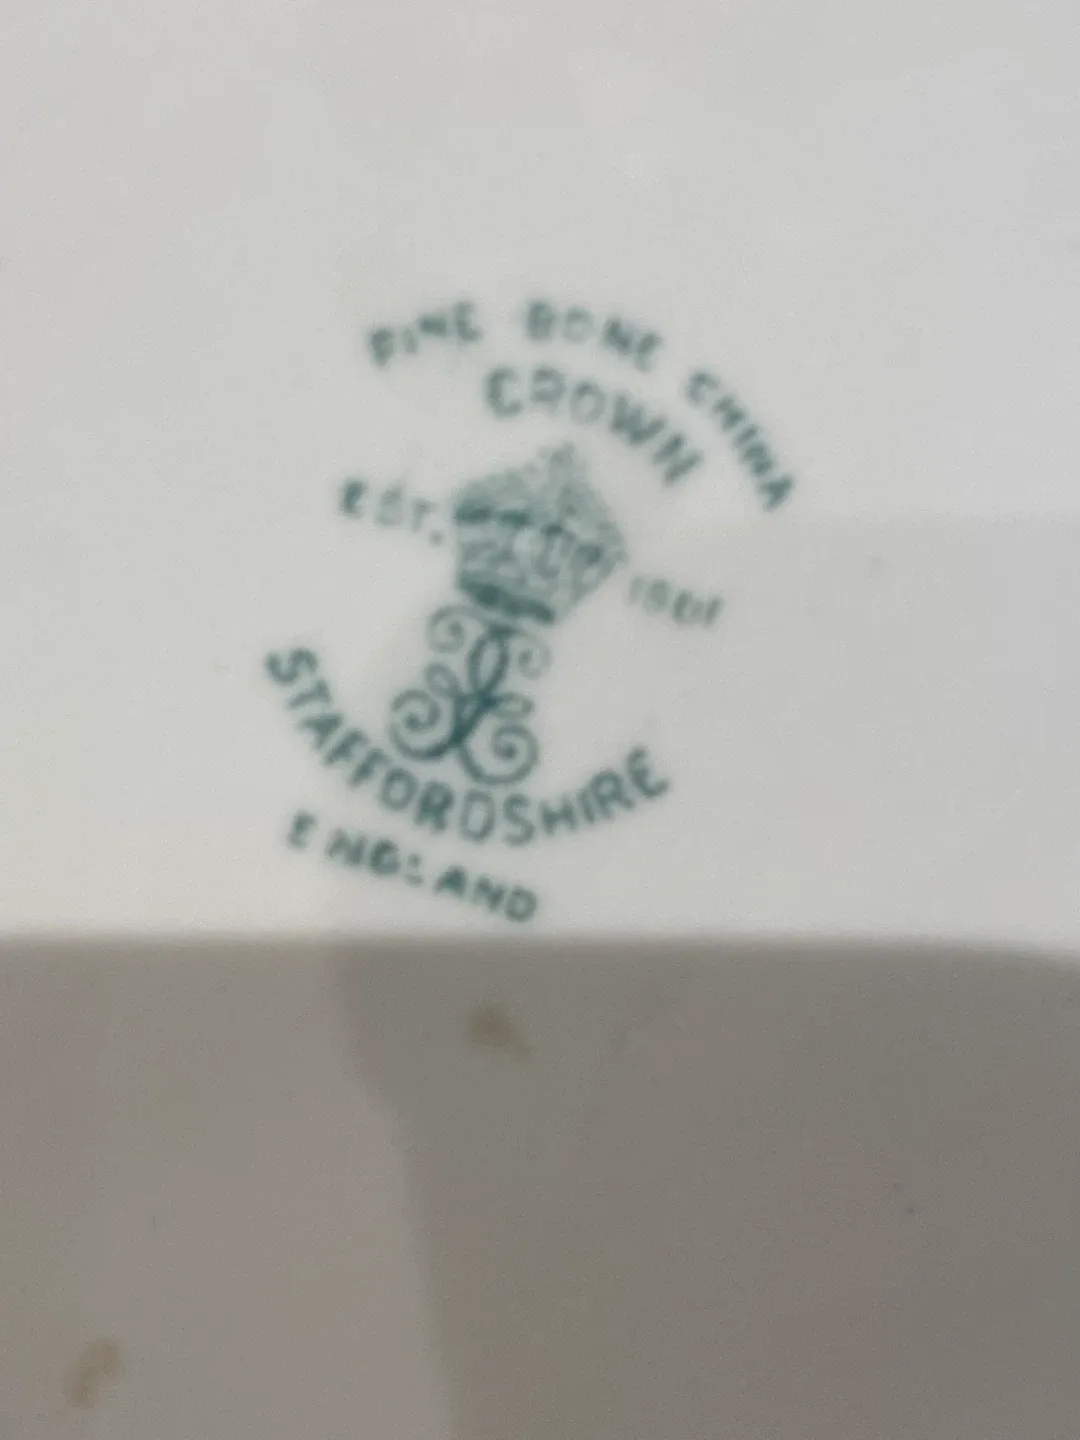 FINE BONE CHINA
CROWN
EST. 1801
STAFFORDSHIRE
ENGLAND